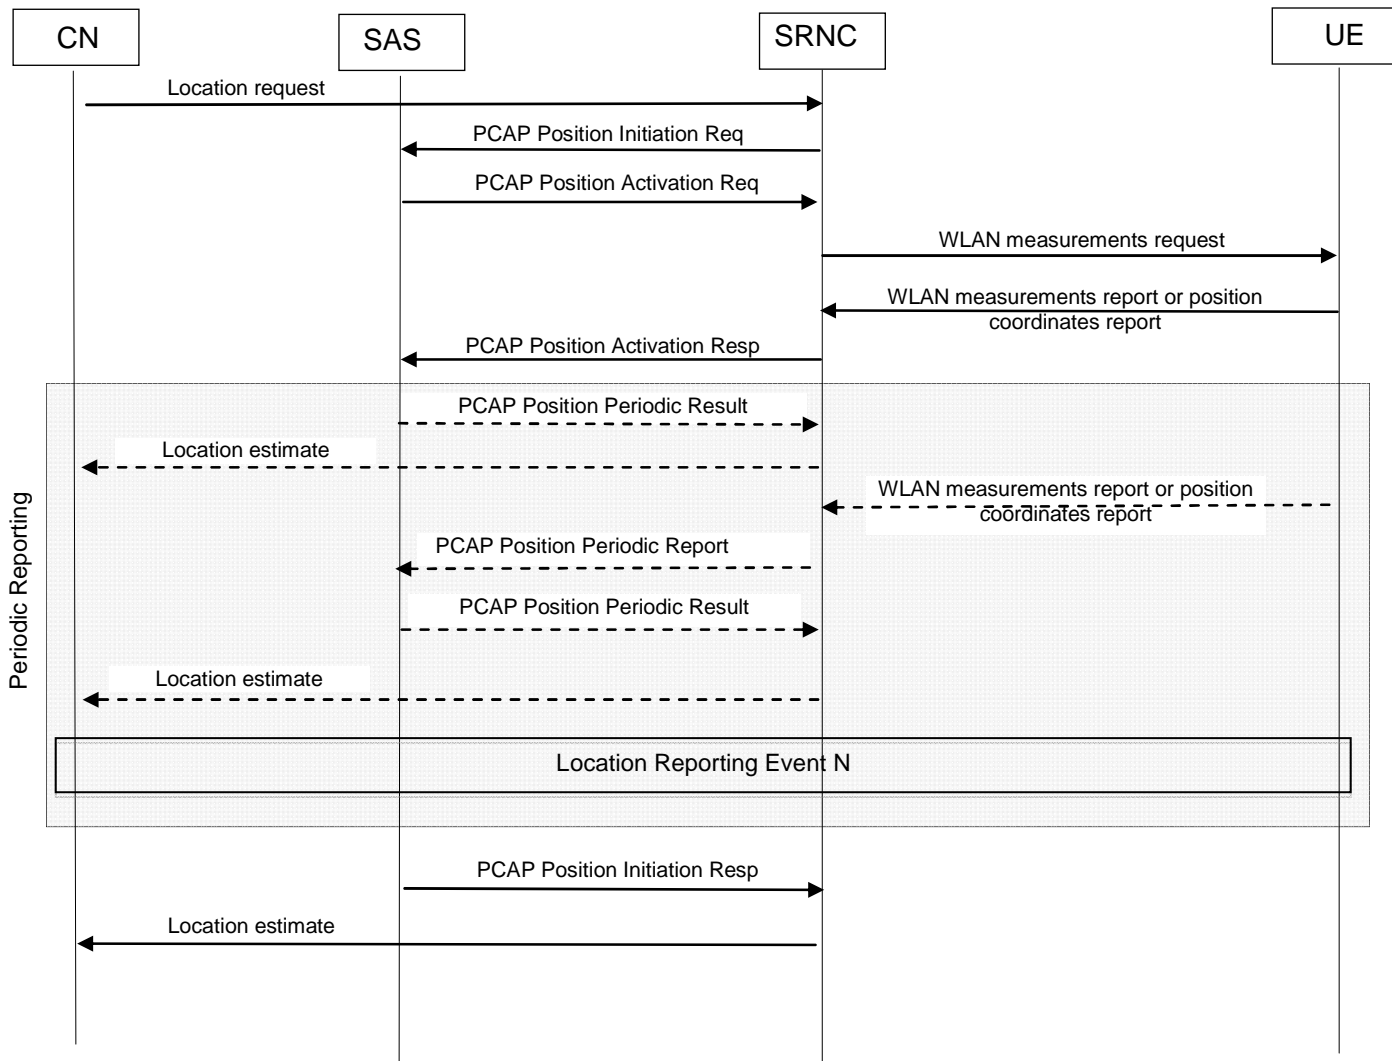 CN
SAS
SRNC
UE
Location request
PCAP Position Initiation Req
PCAP Position Activation Req
WLAN measurements request
WLAN measurements report or position
coordinates report
PCAP Position Activation Resp
Periodic Reporting
PCAP Position Periodic Result
Location estimate
WLAN measurements report or position
coordinates report
PCAP Position Periodic Report
PCAP Position Periodic Result
Location estimate
Location Reporting Event N
PCAP Position Initiation Resp
Location estimate